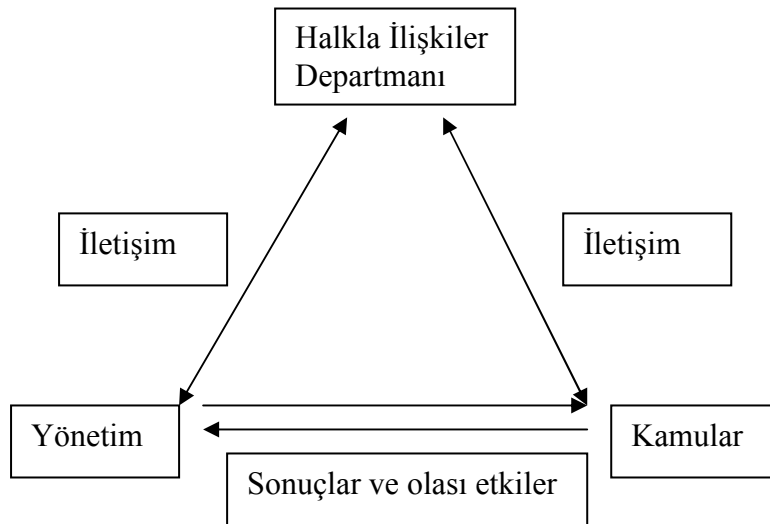 Halkla İlişkiler
Departmanı
İletişim
İletişim
Yönetim
Kamular
Sonuçlar ve olası etkiler